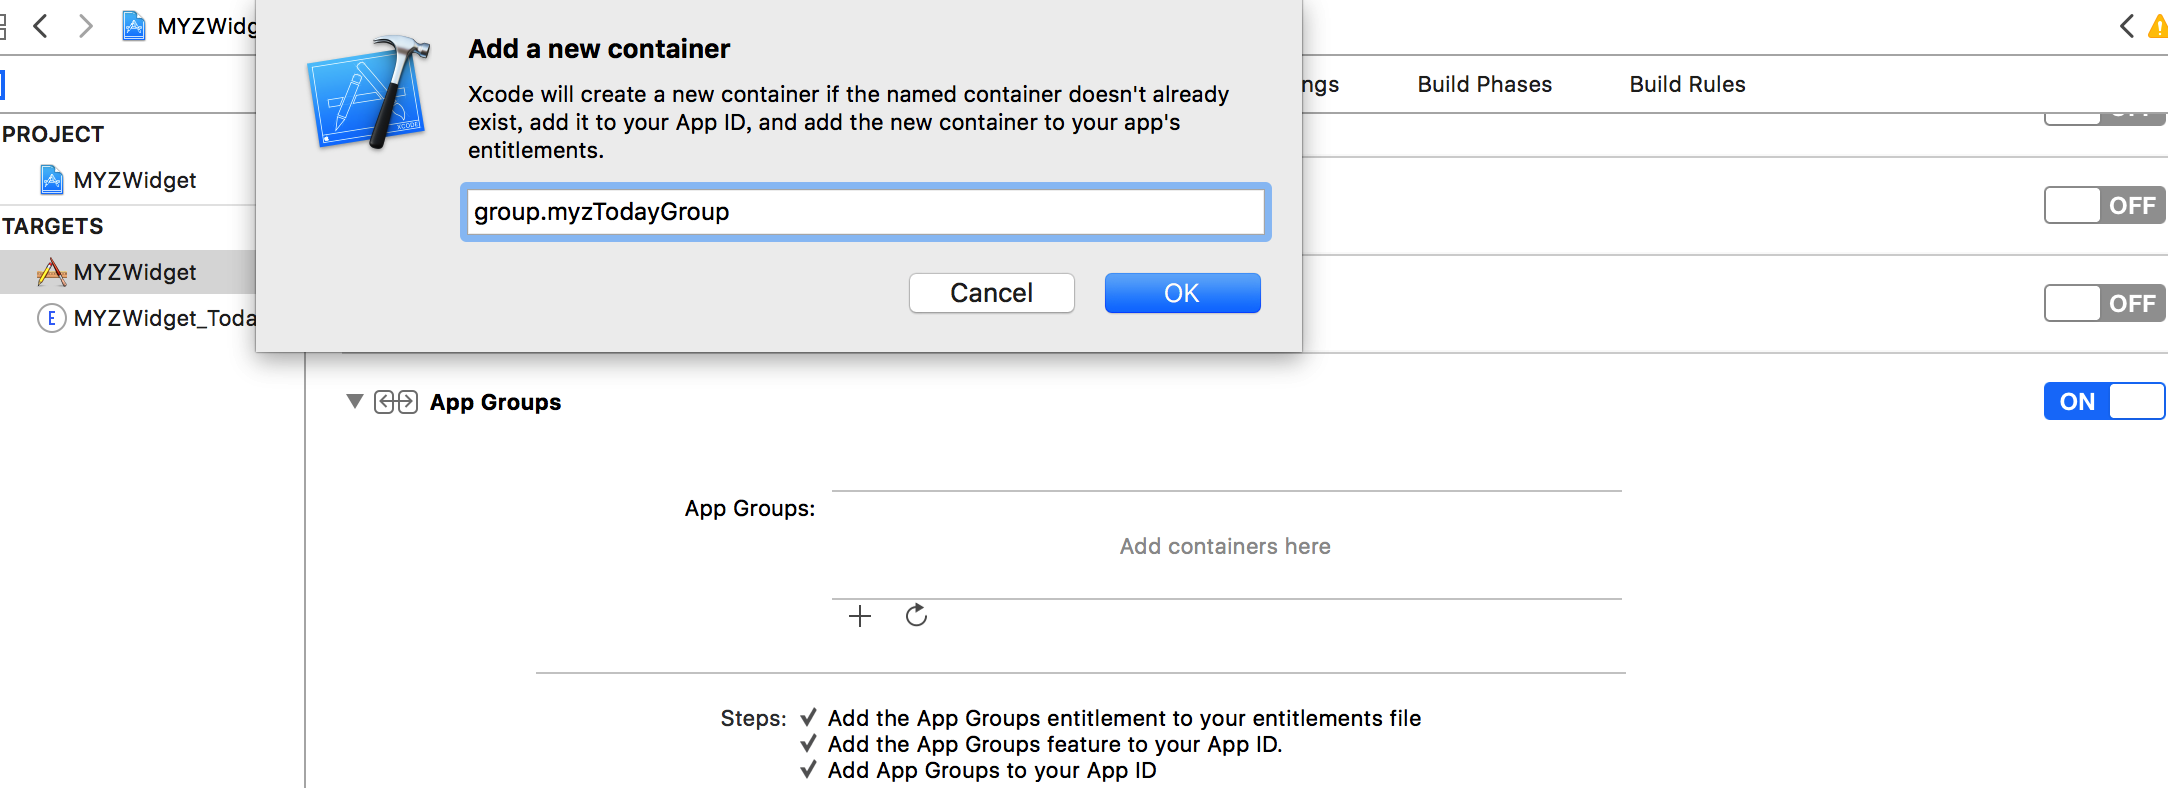 MYZWidg
Add a new container
Xcode will create a new container if the named container doesn't already
exist, add it to your App ID, and add the new container to your app's
entitlements.
group.myzTodayGroup
Cancel
OK
ngs
Build Phases
Build Rules
PROJECT
MYZWidget
TARGETS
MYZWidget
E
MYZWidget_Toda
OFF
OFF
OFF
App Groups
ON
App Groups:
Add containers here
Steps: ✓ Add the App Groups entitlement to your entitlements file
✓ Add the App Groups feature to your App ID.
✓ Add App Groups to your App ID
XCODE